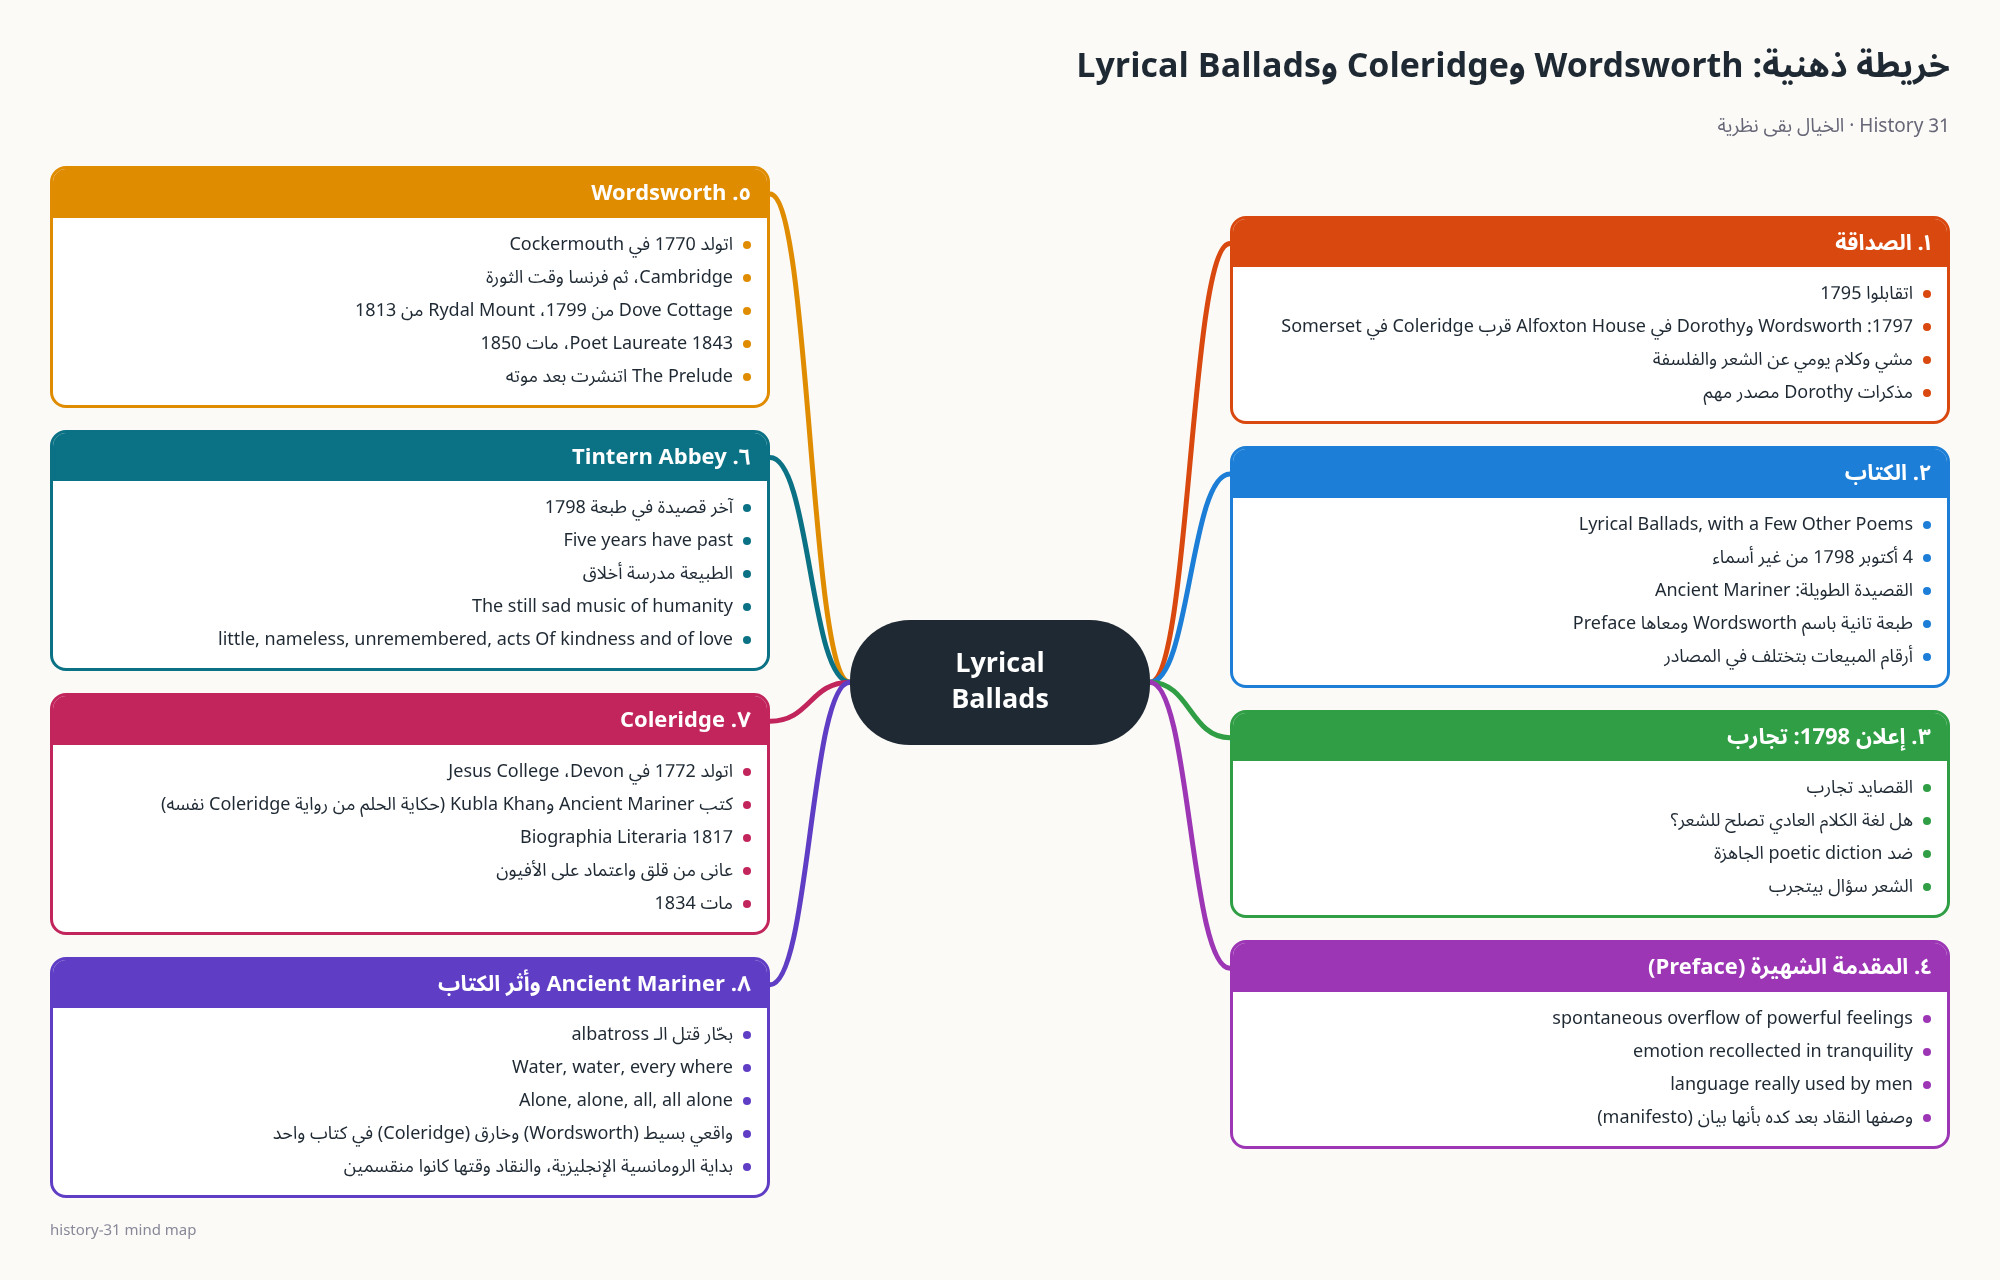 خريطة ذهنية: Wordsworth وColeridge وLyrical Ballads
History 31 · الخيال بقى نظرية
١. الصداقة
اتقابلوا 1795
1797: Wordsworth وDorothy في Alfoxton House قرب Coleridge في Somerset
مشي وكلام يومي عن الشعر والفلسفة
مذكرات Dorothy مصدر مهم
٢. الكتاب
Lyrical Ballads, with a Few Other Poems
4 أكتوبر 1798 من غير أسماء
القصيدة الطويلة: Ancient Mariner
طبعة تانية باسم Wordsworth ومعاها Preface
أرقام المبيعات بتختلف في المصادر
٣. إعلان 1798: تجارب
القصايد تجارب
هل لغة الكلام العادي تصلح للشعر؟
ضد poetic diction الجاهزة
الشعر سؤال بيتجرب
٤. المقدمة الشهيرة (Preface)
spontaneous overflow of powerful feelings
emotion recollected in tranquility
language really used by men
وصفها النقاد بعد كده بأنها بيان (manifesto)
Lyrical
Ballads
٥. Wordsworth
اتولد 1770 في Cockermouth
Cambridge، ثم فرنسا وقت الثورة
Dove Cottage من 1799، Rydal Mount من 1813
Poet Laureate 1843، مات 1850
The Prelude اتنشرت بعد موته
٦. Tintern Abbey
آخر قصيدة في طبعة 1798
Five years have past
الطبيعة مدرسة أخلاق
The still sad music of humanity
little, nameless, unremembered, acts Of kindness and of love
٧. Coleridge
اتولد 1772 في Devon، Jesus College
كتب Ancient Mariner وKubla Khan (حكاية الحلم من رواية Coleridge نفسه)
Biographia Literaria 1817
عانى من قلق واعتماد على الأفيون
مات 1834
٨. Ancient Mariner وأثر الكتاب
بحّار قتل الـ albatross
Water, water, every where
Alone, alone, all, all alone
واقعي بسيط (Wordsworth) وخارق (Coleridge) في كتاب واحد
بداية الرومانسية الإنجليزية، والنقاد وقتها كانوا منقسمين
history-31 mind map